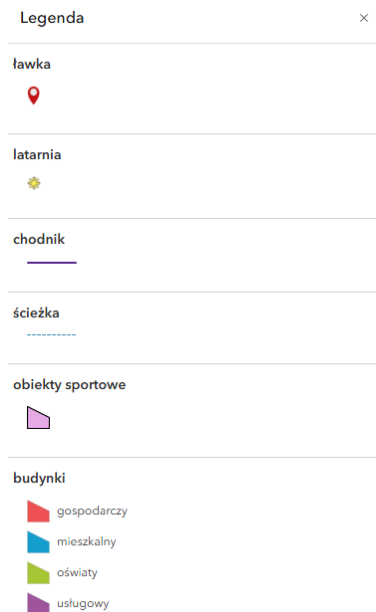 Legenda
ławka
latarnia
chodnik
ścieżka
obiekty sportowe
budynki
gospodarczy
mieszkalny
oświaty
usługowy